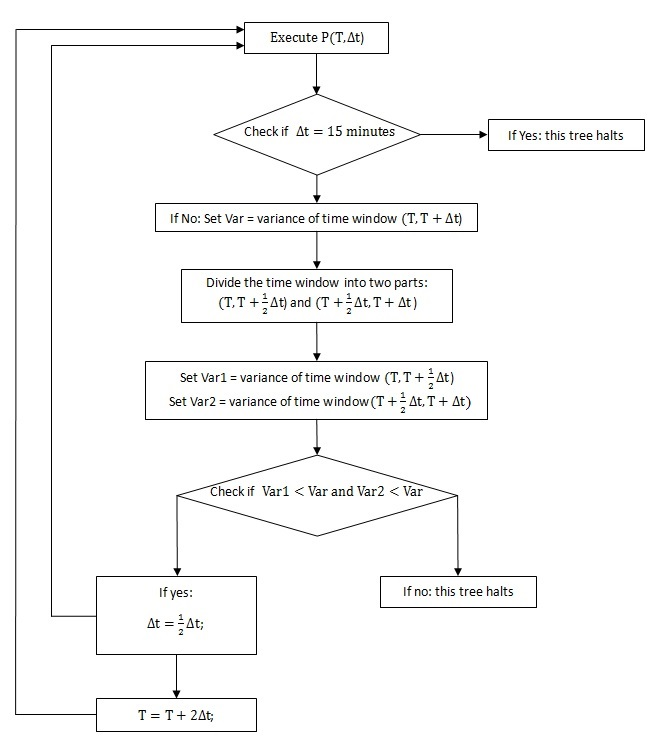 Execute P(T,Δt)
Check if Δt = 15 minutes
If Yes: this tree halts
If No: Set Var = variance of time window (T, T + Δt)
Divide the time window into two parts:
(T, T + ½Δt) and (T + ½Δt, T + Δt)
Set Var1 = variance of time window (T, T + ½Δt)
Set Var2 = variance of time window (T + ½Δt, T + Δt)
Check if Var1 < Var and Var2 < Var
If yes:
Δt = ½Δt;
If no: this tree halts
T = T + 2Δt;